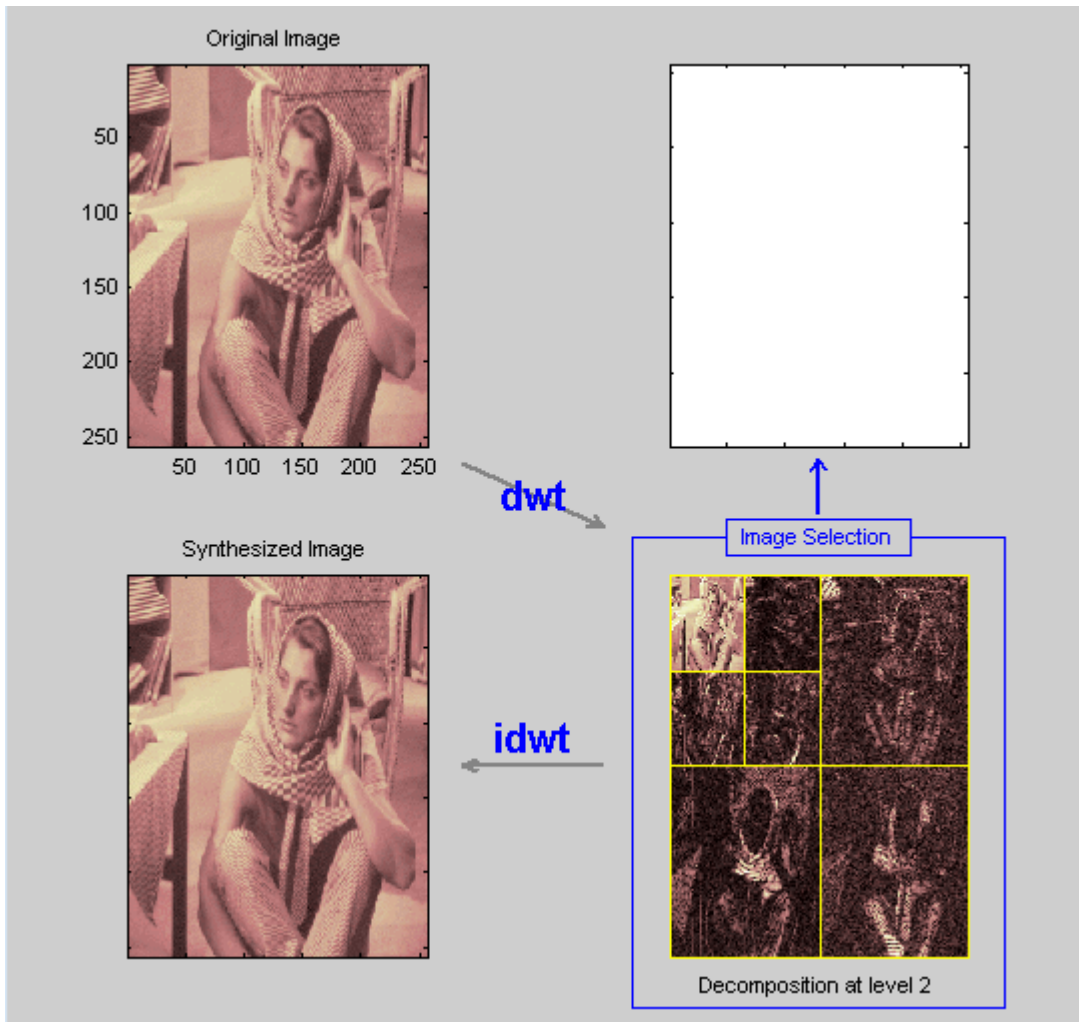 Original Image
50
100
150
200
250
50 100 150 200 250
dwt
Image Selection
Synthesized Image
idwt
Decomposition at level 2